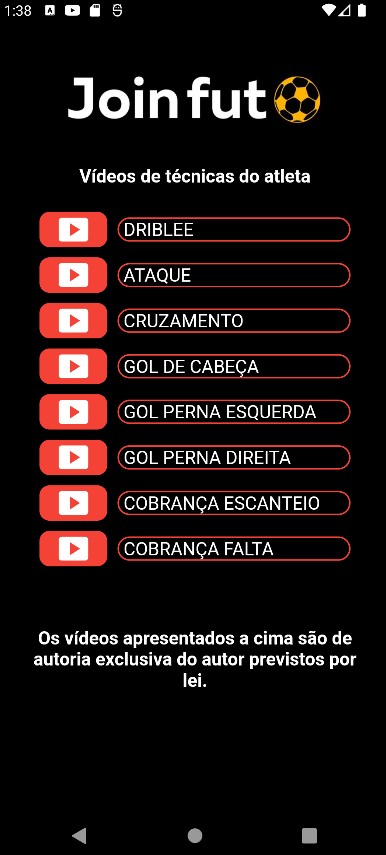 1:38
Join fut
Vídeos de técnicas do atleta
DRIBLEE
ATAQUE
CRUZAMENTO
GOL DE CABEÇA
GOL PERNA ESQUERDA
GOL PERNA DIREITA
COBRANÇA ESCANTEIO
COBRANÇA FALTA
Os vídeos apresentados a cima são de
autoria exclusiva do autor previstos por
lei.